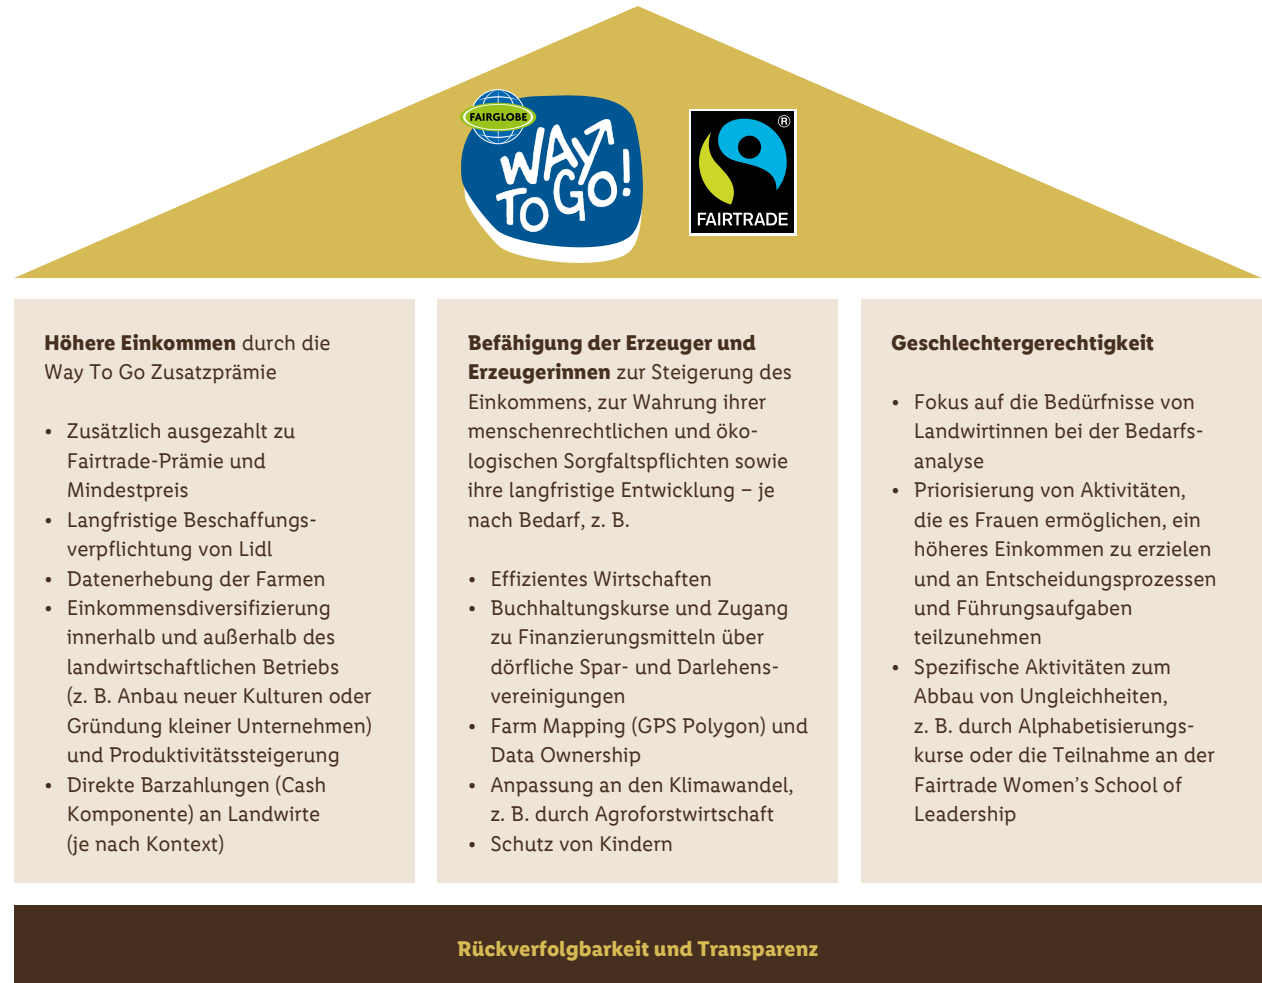 FAIRGLOBE
WAY
TO GO!
®
FAIRTRADE
Höhere Einkommen durch die
Way To Go Zusatzprämie
• Zusätzlich ausgezahlt zu
Fairtrade-Prämie und
Mindestpreis
• Langfristige Beschaffungs-
verpflichtung von Lidl
• Datenerhebung der Farmen
• Einkommensdiversifizierung
innerhalb und außerhalb des
landwirtschaftlichen Betriebs
(z. B. Anbau neuer Kulturen oder
Gründung kleiner Unternehmen)
und Produktivitätssteigerung
• Direkte Barzahlungen (Cash
Komponente) an Landwirte
(je nach Kontext)
Befähigung der Erzeuger und
Erzeugerinnen zur Steigerung des
Einkommens, zur Wahrung ihrer
menschenrechtlichen und öko-
logischen Sorgfaltspflichten sowie
ihre langfristige Entwicklung – je
nach Bedarf, z. B.
• Effizientes Wirtschaften
• Buchhaltungskurse und Zugang
zu Finanzierungsmitteln über
dörfliche Spar- und Darlehens-
vereinigungen
• Farm Mapping (GPS Polygon) und
Data Ownership
• Anpassung an den Klimawandel,
z. B. durch Agroforstwirtschaft
• Schutz von Kindern
Geschlechtergerechtigkeit
• Fokus auf die Bedürfnisse von
Landwirtinnen bei der Bedarfs-
analyse
• Priorisierung von Aktivitäten,
die es Frauen ermöglichen, ein
höheres Einkommen zu erzielen
und an Entscheidungsprozessen
und Führungsaufgaben
teilzunehmen
• Spezifische Aktivitäten zum
Abbau von Ungleichheiten,
z. B. durch Alphabetisierungs-
kurse oder die Teilnahme an der
Fairtrade Women’s School of
Leadership
Rückverfolgbarkeit und Transparenz